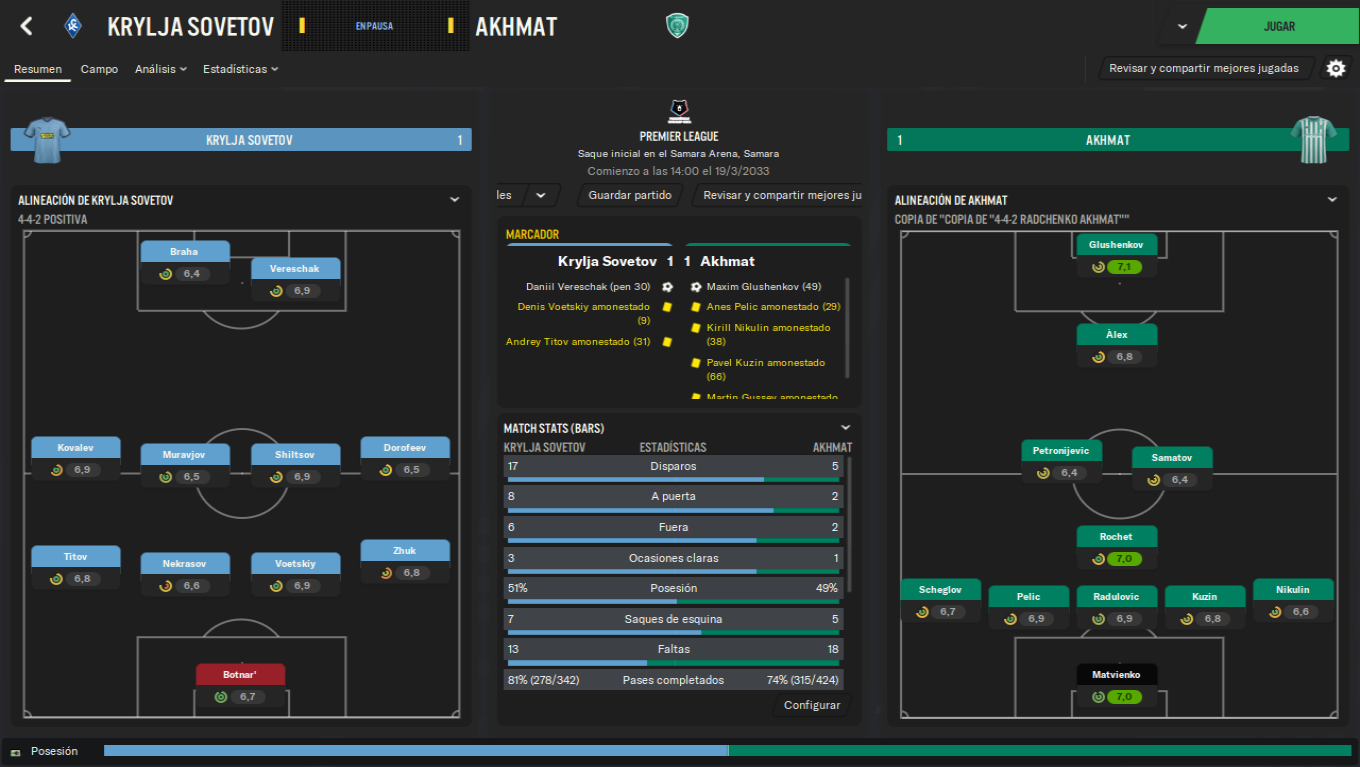 KRYLJA SOVETOV
EN PAUSA
AKHMAT
JUGAR
Resumen
Campo
Análisis
Estadísticas
Revisar y compartir mejores jugadas
KRYLJA SOVETOV 1
ALINEACIÓN DE KRYLJA SOVETOV
4-4-2 POSITIVA
Braha
6,4
Vereschak
6,9
Kovalev
6,9
Muravjov
6,5
Shiltsov
6,9
Dorofeev
6,5
Titov
6,8
Nekrasov
6,6
Voetskiy
6,9
Zhuk
6,8
Botnar'
6,7
PREMIER LEAGUE
Saque inicial en el Samara Arena, Samara
Comienzo a las 14:00 el 19/3/2033
les
Guardar partido
Revisar y compartir mejores ju
MARCADOR
Krylja Sovetov 1 1 Akhmat
Daniil Vereschak (pen 30)
Denis Voetskiy amonestado
(9)
Andrey Titov amonestado (31)
Maxim Glushenkov (49)
Anes Pelic amonestado (29)
Kirill Nikulin amonestado
(38)
Pavel Kuzin amonestado
(66)
Martin Gussev amonestado
MATCH STATS (BARS)
KRYLJA SOVETOV ESTADÍSTICAS AKHMAT
17 Disparos 5
8 A puerta 2
6 Fuera 2
3 Ocasiones claras 1
51% Posesión 49%
7 Saques de esquina 5
13 Faltas 18
81% (278/342) Pases completados 74% (315/424)
Configurar
1 AKHMAT
ALINEACIÓN DE AKHMAT
COPIA DE "COPIA DE "4-4-2 RADCHENKO AKHMAT""
Glushenkov
7,1
Àlex
6,8
Petronijevic
6,4
Samatov
6,4
Rochet
7,0
Scheglov
6,7
Pelic
6,9
Radulovic
6,9
Kuzin
6,8
Nikulin
6,6
Matvienko
7,0
Posesión